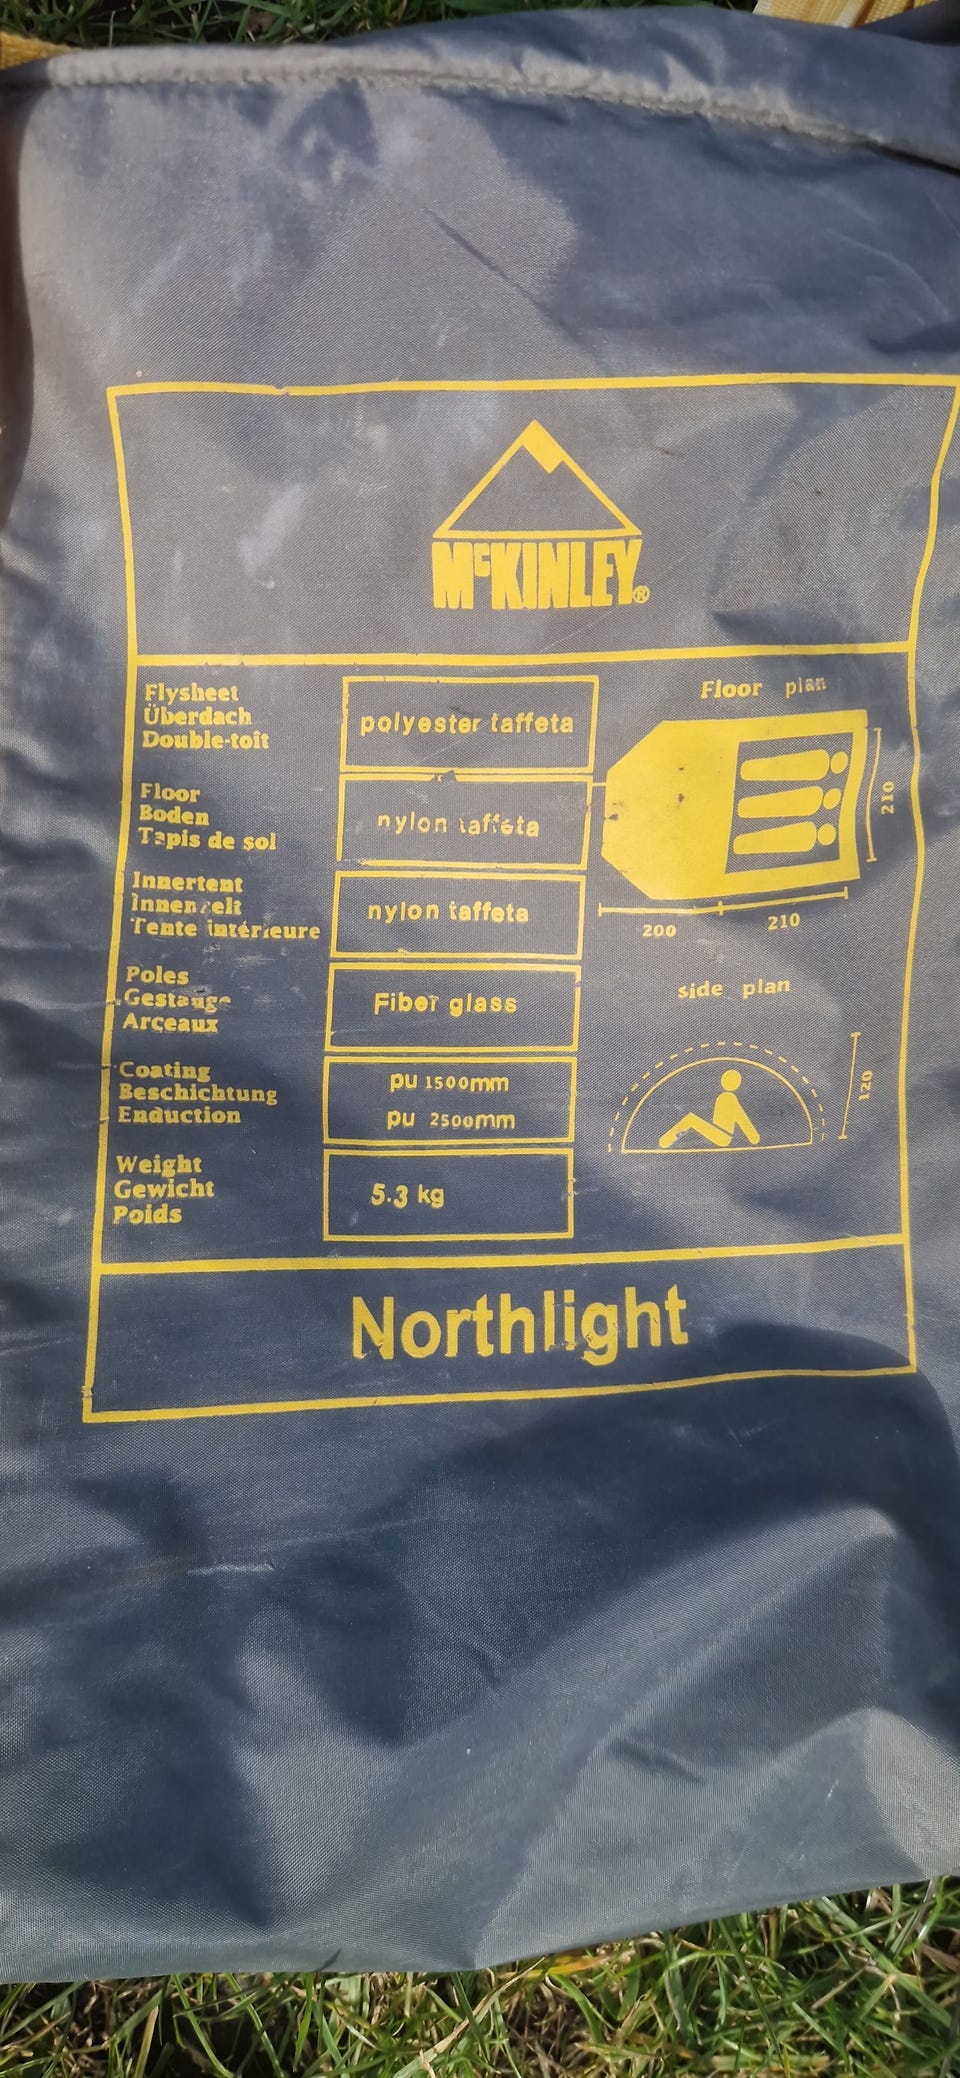 McKINLEY®
Flysheet
Überdach
Double-toit
polyester taffeta
Floor
Boden
Tapis de sol
nylon taffeta
Innertent
Innenzelt
Tente intérieure
nylon taffeta
Poles
Gestange
Arceaux
Fiber glass
Coating
Beschichtung
Enduction
pu 1500mm
pu 2500mm
Weight
Gewicht
Poids
5.3 kg
Floor plan
210
200
210
side plan
120
Northlight